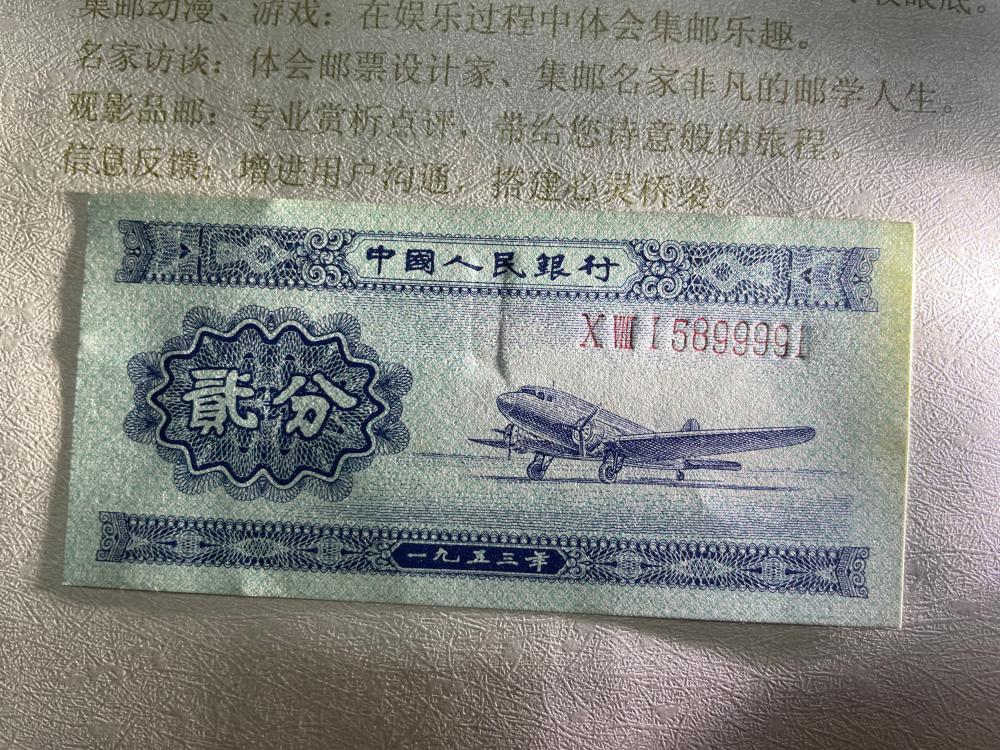 集邮动漫、游戏：在娱乐过程中体会集邮乐趣。
名家访谈：体会邮票设计家、集邮名家非凡的邮学人生。
观影品邮：专业赏析点评，带给您诗意般的旅程。
信息反馈：增进用户沟通，搭建心灵桥梁。
中國人民銀行
X Ⅷ I 5899991
貳分
一九五三年